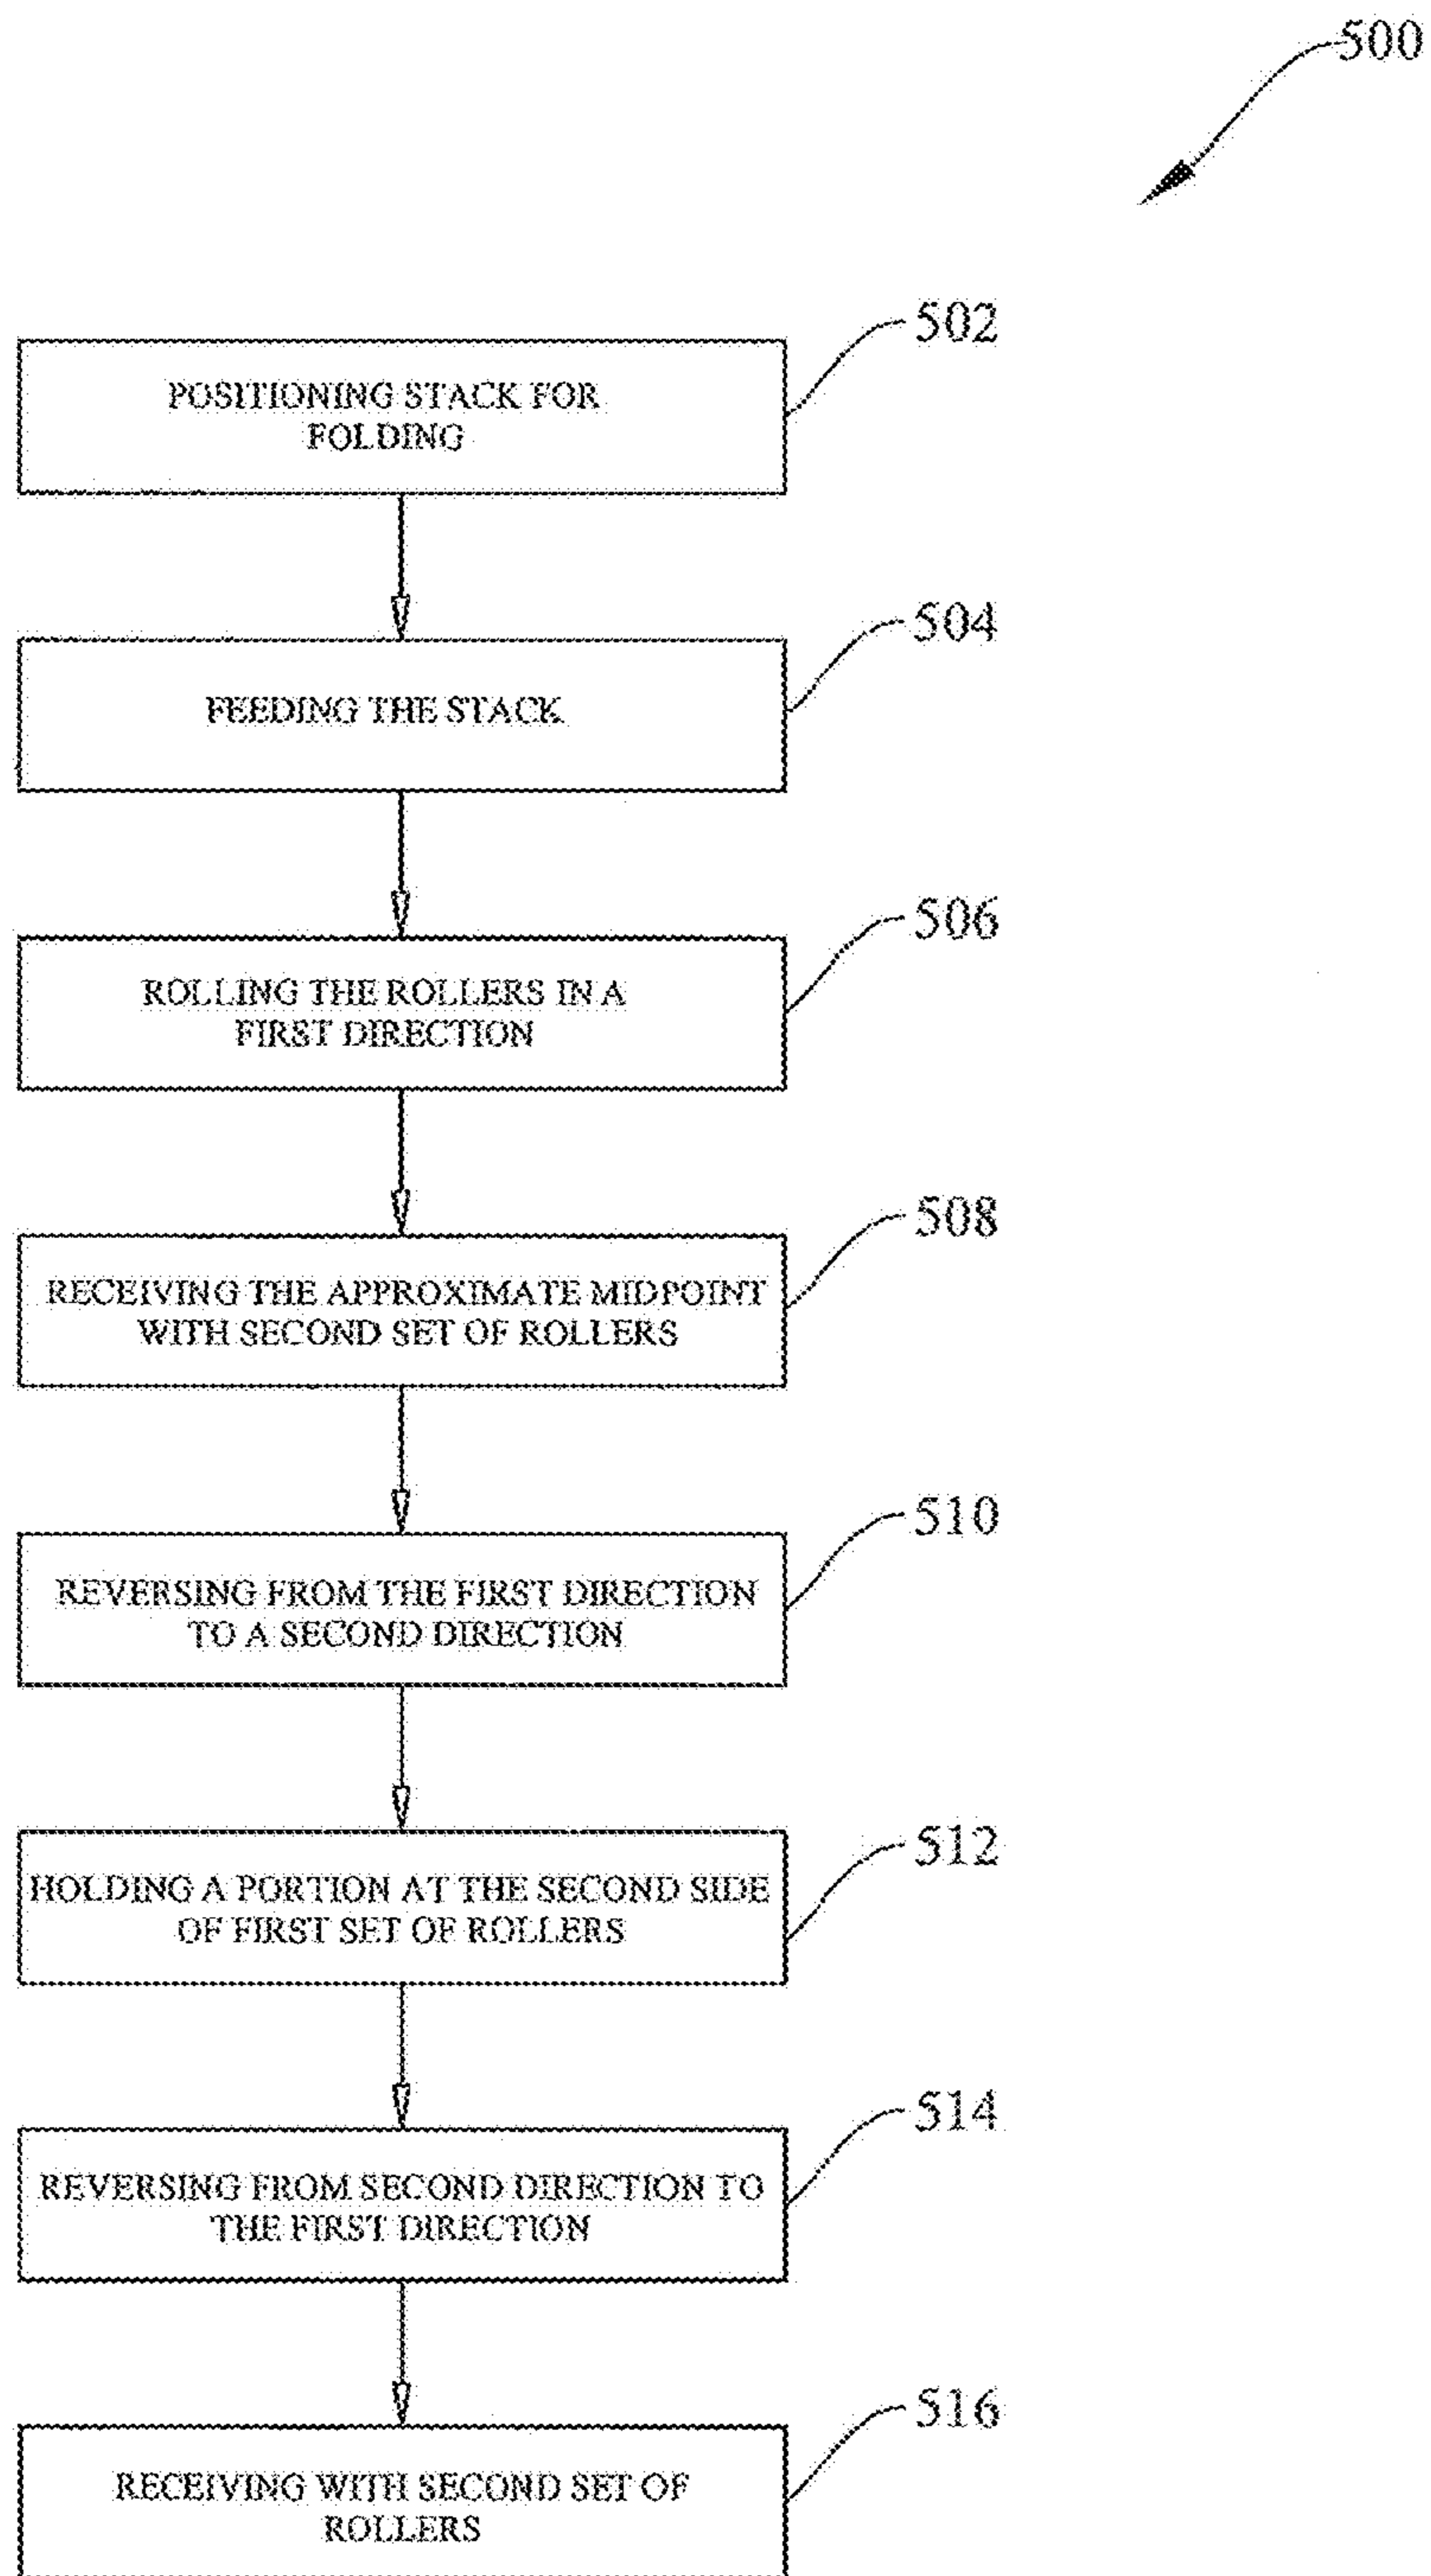 500
502
POSITIONING STACK FOR
FOLDING
504
FEEDING THE STACK
506
ROLLING THE ROLLERS IN A
FIRST DIRECTION
508
RECEIVING THE APPROXIMATE MIDPOINT
WITH SECOND SET OF ROLLERS
510
REVERSING FROM THE FIRST DIRECTION
TO A SECOND DIRECTION
512
HOLDING A PORTION AT THE SECOND SIDE
OF FIRST SET OF ROLLERS
514
REVERSING FROM SECOND DIRECTION TO
THE FIRST DIRECTION
516
RECEIVING WITH SECOND SET OF
ROLLERS